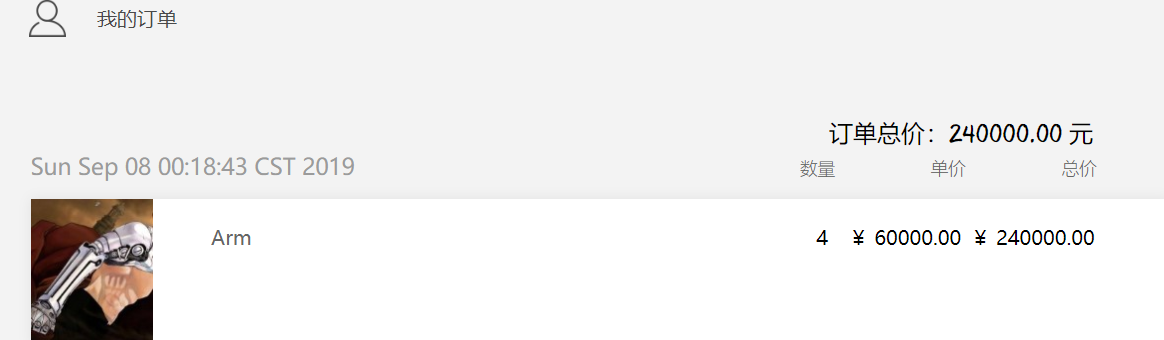 我的订单
订单总价：240000.00 元
Sun Sep 08 00:18:43 CST 2019 数量 单价 总价
Arm 4 ¥ 60000.00 ¥ 240000.00